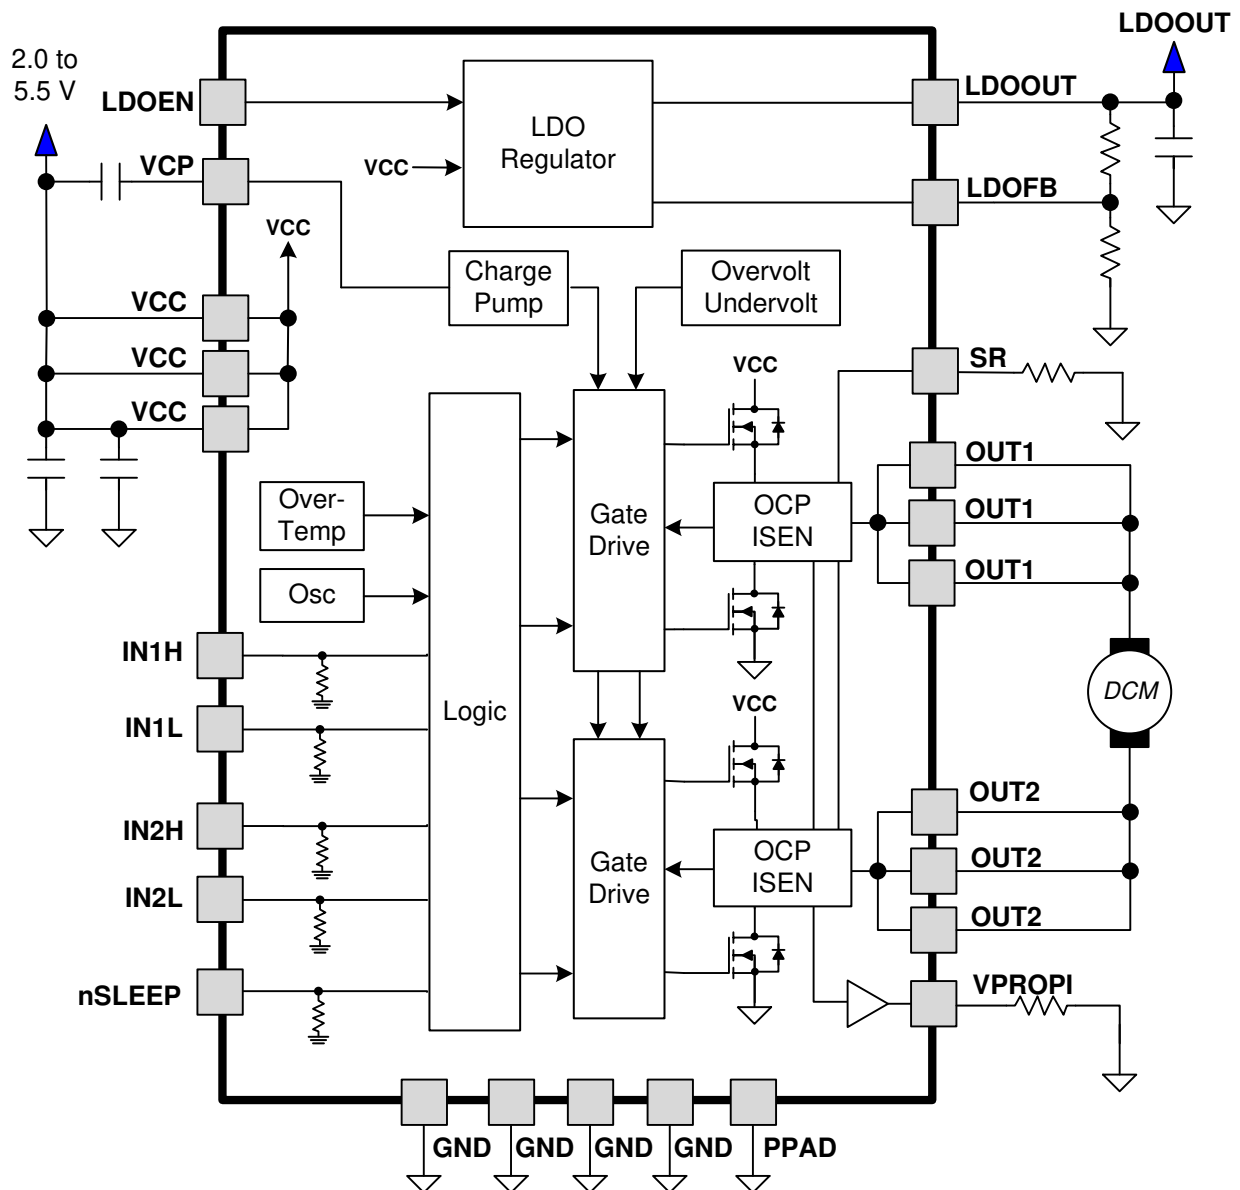 LDOOUT
2.0 to
5.5 V
LDOEN
LDO
Regulator
LDOOUT
VCP
VCC
LDOFB
VCC
Charge
Pump
Overvolt
Undervolt
VCC
VCC
VCC
VCC
SR
OUT1
OUT1
OUT1
Over-
Temp
Osc
Gate
Drive
OCP
ISEN
IN1H
IN1L
IN2H
IN2L
nSLEEP
Logic
VCC
DCM
Gate
Drive
OCP
ISEN
OUT2
OUT2
OUT2
VPROPI
GND
GND
GND
GND
PPAD